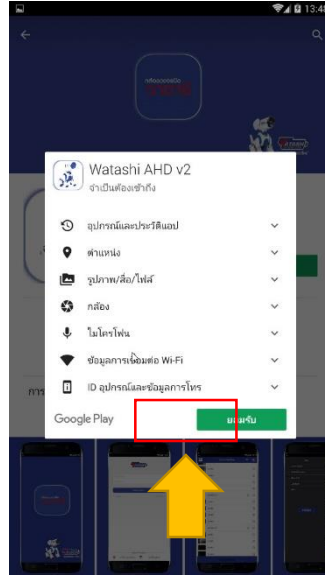 13:48
Watashi AHD v2
จำเป็นต้องเข้าถึง
อุปกรณ์และประวัติแอป
ตำแหน่ง
รูปภาพ/สื่อ/ไฟล์
กล้อง
ไมโครโฟน
ข้อมูลการเชื่อมต่อ Wi-Fi
ID อุปกรณ์และข้อมูลการโทร
การ
Google Play
ยอมรับ